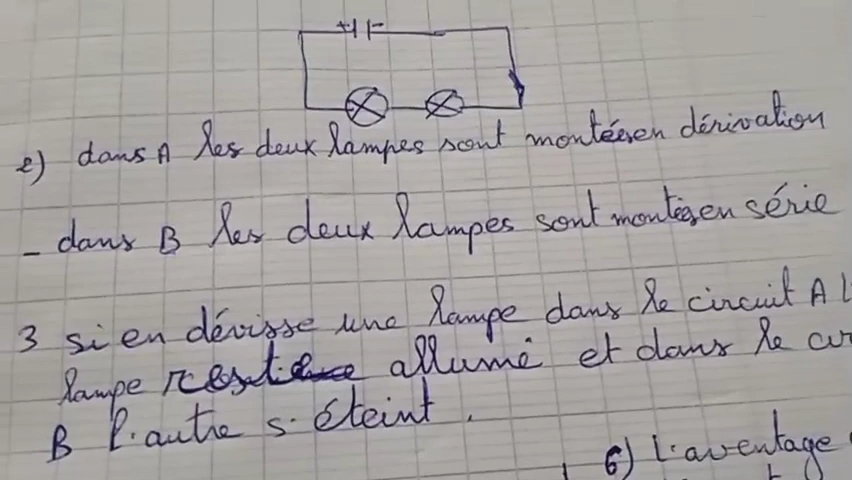 + -
2) dans A les deux lampes sont montées en dérivation
- dans B les deux lampes sont montées en série
3 si en dévisse une lampe dans le circuit A l
lampe reste allumé et dans le cir
B l'autre s'éteint.
6) l'aventage